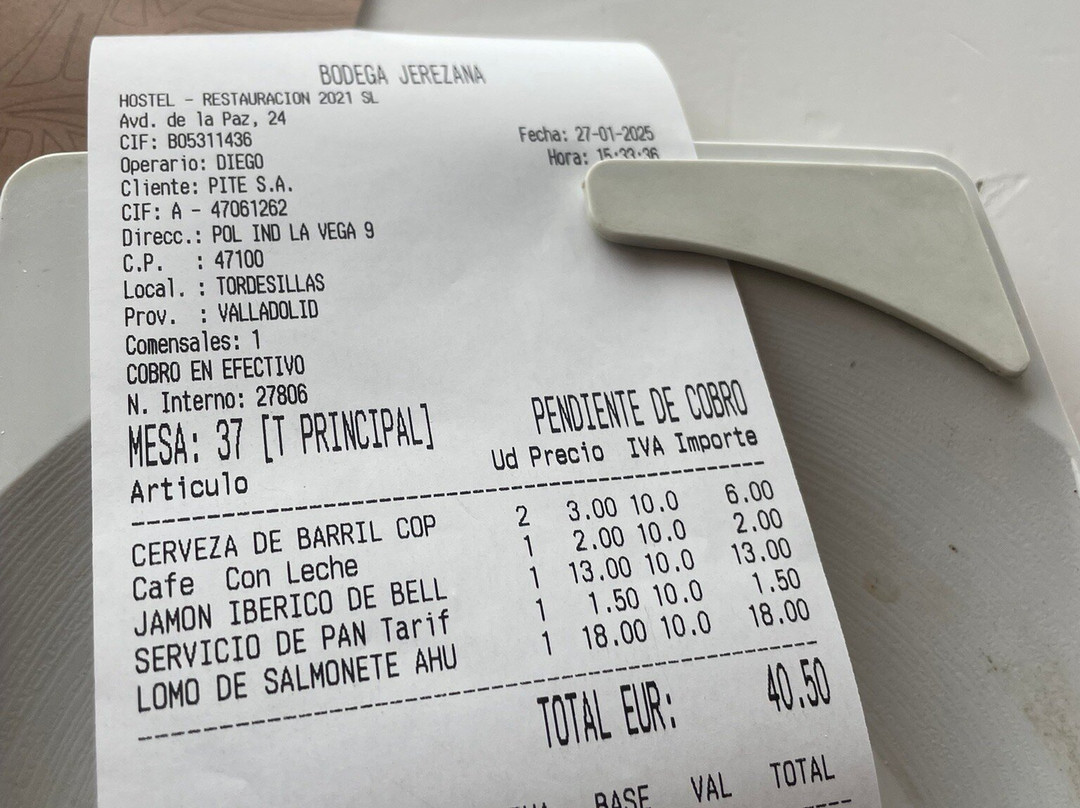 BODEGA JEREZANA
HOSTEL - RESTAURACION 2021 SL
Avd. de la Paz, 24
CIF: B05311436 Fecha: 27-01-2025
Operario: DIEGO Hora: 15:33:36
Cliente: PITE S.A.
CIF: A - 47061262
Direcc.: POL IND LA VEGA 9
C.P. : 47100
Local. : TORDESILLAS
Prov. : VALLADOLID
Comensales: 1
COBRO EN EFECTIVO
N. Interno: 27806 PENDIENTE DE COBRO
MESA: 37 [T PRINCIPAL]
Articulo Ud Precio IVA Importe
CERVEZA DE BARRIL COP 2 3.00 10.0 6.00
Cafe Con Leche 1 2.00 10.0 2.00
JAMON IBERICO DE BELL 1 13.00 10.0 13.00
SERVICIO DE PAN Tarif 1 1.50 10.0 1.50
LOMO DE SALMONETE AHU 1 18.00 10.0 18.00
TOTAL EUR: 40.50
BASE VAL TOTAL